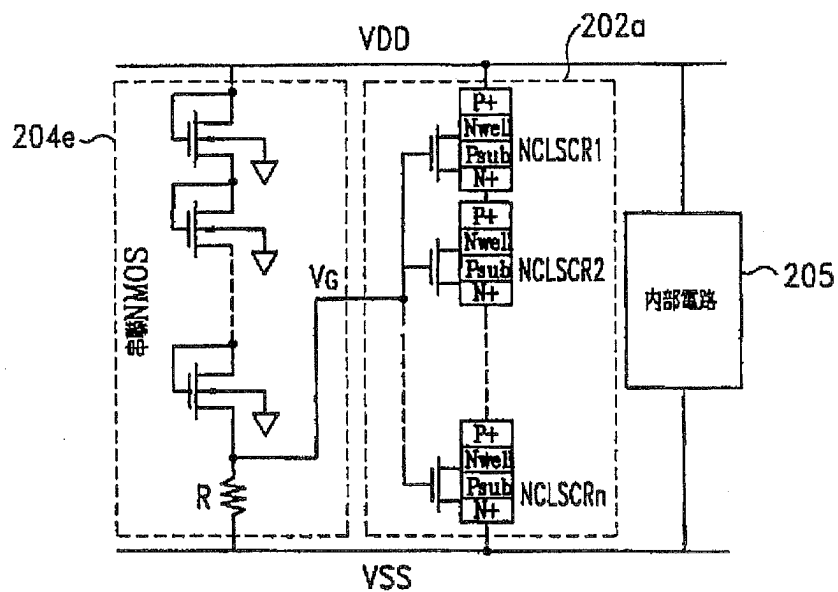 VDD
202a
204e
串聯NMOS
VG
R
P+
Nwell
Psub
N+
NCLSCR1
P+
Nwell
Psub
N+
NCLSCR2
P+
Nwell
Psub
N+
NCLSCRn
内部電路
205
VSS